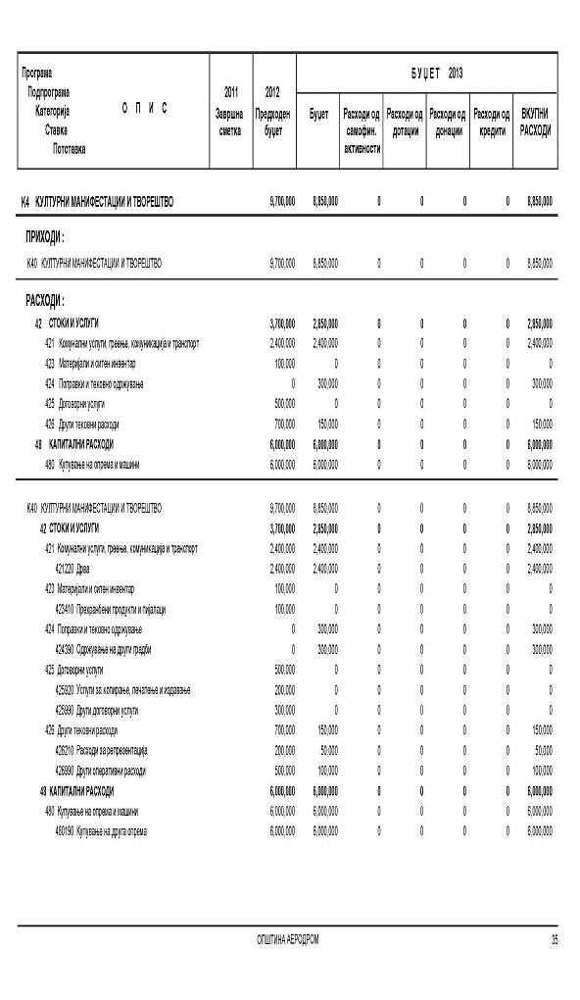 Програма
Подпрограма
Категорија
Ставка
Потставка
О П И С
2011
Завршна
сметка
2012
Предходен
буџет
БУЏЕТ 2013
Буџет
Расходи од
самофин.
активности
Расходи од
дотации
Расходи од
донации
Расходи од
кредити
ВКУПНИ
РАСХОДИ
К4 КУЛТУРНИ МАНИФЕСТАЦИИ И ТВОРЕШТВО 9,700,000 8,850,000 0 0 0 0 8,850,000
ПРИХОДИ :
К40 КУЛТУРНИ МАНИФЕСТАЦИИ И ТВОРЕШТВО 9,700,000 8,850,000 0 0 0 0 8,850,000
РАСХОДИ :
42 СТОКИ И УСЛУГИ 3,700,000 2,850,000 0 0 0 0 2,850,000
421 Комунални услуги, греење, комуникација и транспорт 2,400,000 2,400,000 0 0 0 0 2,400,000
423 Материјали и ситен инвентар 100,000 0 0 0 0 0 0
424 Поправки и тековно одржување 0 300,000 0 0 0 0 300,000
425 Договорни услуги 500,000 0 0 0 0 0 0
426 Други тековни расходи 700,000 150,000 0 0 0 0 150,000
48 КАПИТАЛНИ РАСХОДИ 6,000,000 6,000,000 0 0 0 0 6,000,000
480 Купување на опрема и машини 6,000,000 6,000,000 0 0 0 0 6,000,000
К40 КУЛТУРНИ МАНИФЕСТАЦИИ И ТВОРЕШТВО 9,700,000 8,850,000 0 0 0 0 8,850,000
42 СТОКИ И УСЛУГИ 3,700,000 2,850,000 0 0 0 0 2,850,000
421 Комунални услуги, греење, комуникација и транспорт 2,400,000 2,400,000 0 0 0 0 2,400,000
421220 Дрва 2,400,000 2,400,000 0 0 0 0 2,400,000
423 Материјали и ситен инвентар 100,000 0 0 0 0 0 0
423410 Прехранбени продукти и пијалаци 100,000 0 0 0 0 0 0
424 Поправки и тековно одржување 0 300,000 0 0 0 0 300,000
424390 Одржување на други градби 0 300,000 0 0 0 0 300,000
425 Договорни услуги 500,000 0 0 0 0 0 0
425920 Услуги за копирање, печатење и издавање 200,000 0 0 0 0 0 0
425990 Други договорни услуги 300,000 0 0 0 0 0 0
426 Други тековни расходи 700,000 150,000 0 0 0 0 150,000
426210 Расходи за репрезентација 200,000 50,000 0 0 0 0 50,000
426990 Други оперативни расходи 500,000 100,000 0 0 0 0 100,000
48 КАПИТАЛНИ РАСХОДИ 6,000,000 6,000,000 0 0 0 0 6,000,000
480 Купување на опрема и машини 6,000,000 6,000,000 0 0 0 0 6,000,000
480190 Купување на друга опрема 6,000,000 6,000,000 0 0 0 0 6,000,000
ОПШТИНА АЕРОДРОМ 35